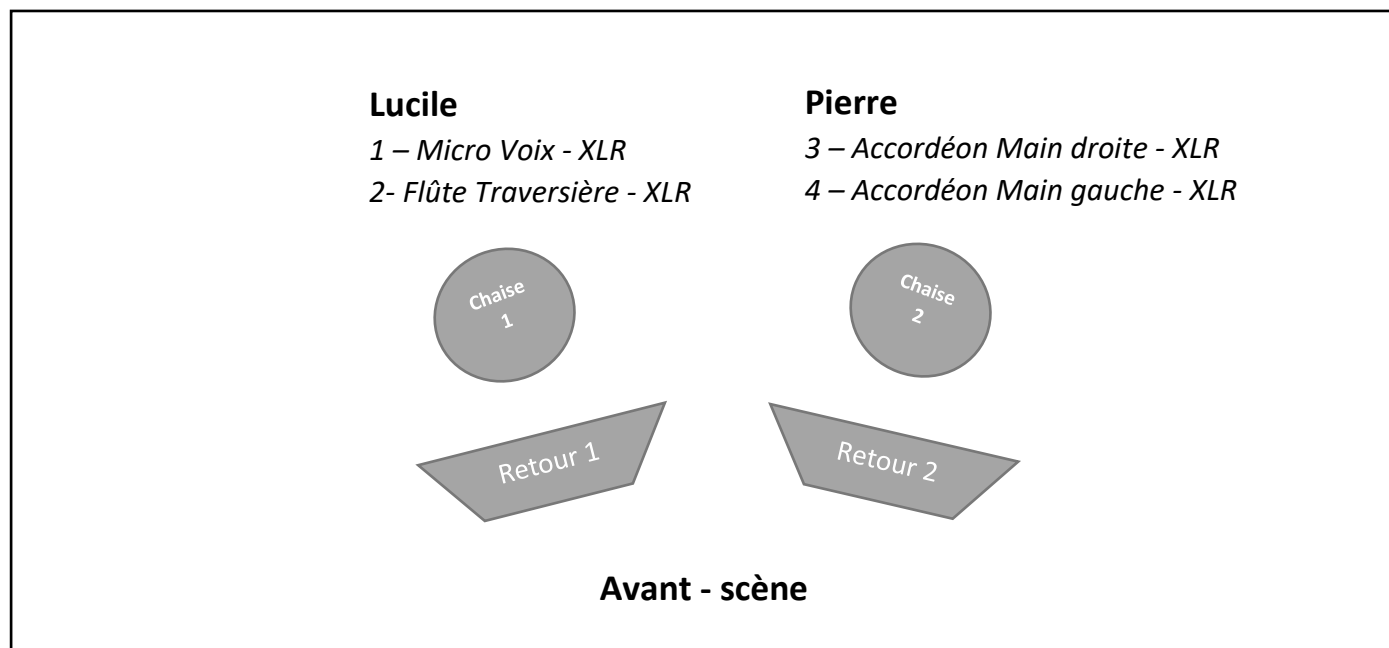 Lucile
1 – Micro Voix - XLR
2- Flûte Traversière - XLR
Pierre
3 – Accordéon Main droite - XLR
4 – Accordéon Main gauche - XLR
Chaise
1
Chaise
2
Retour 1
Retour 2
Avant - scène